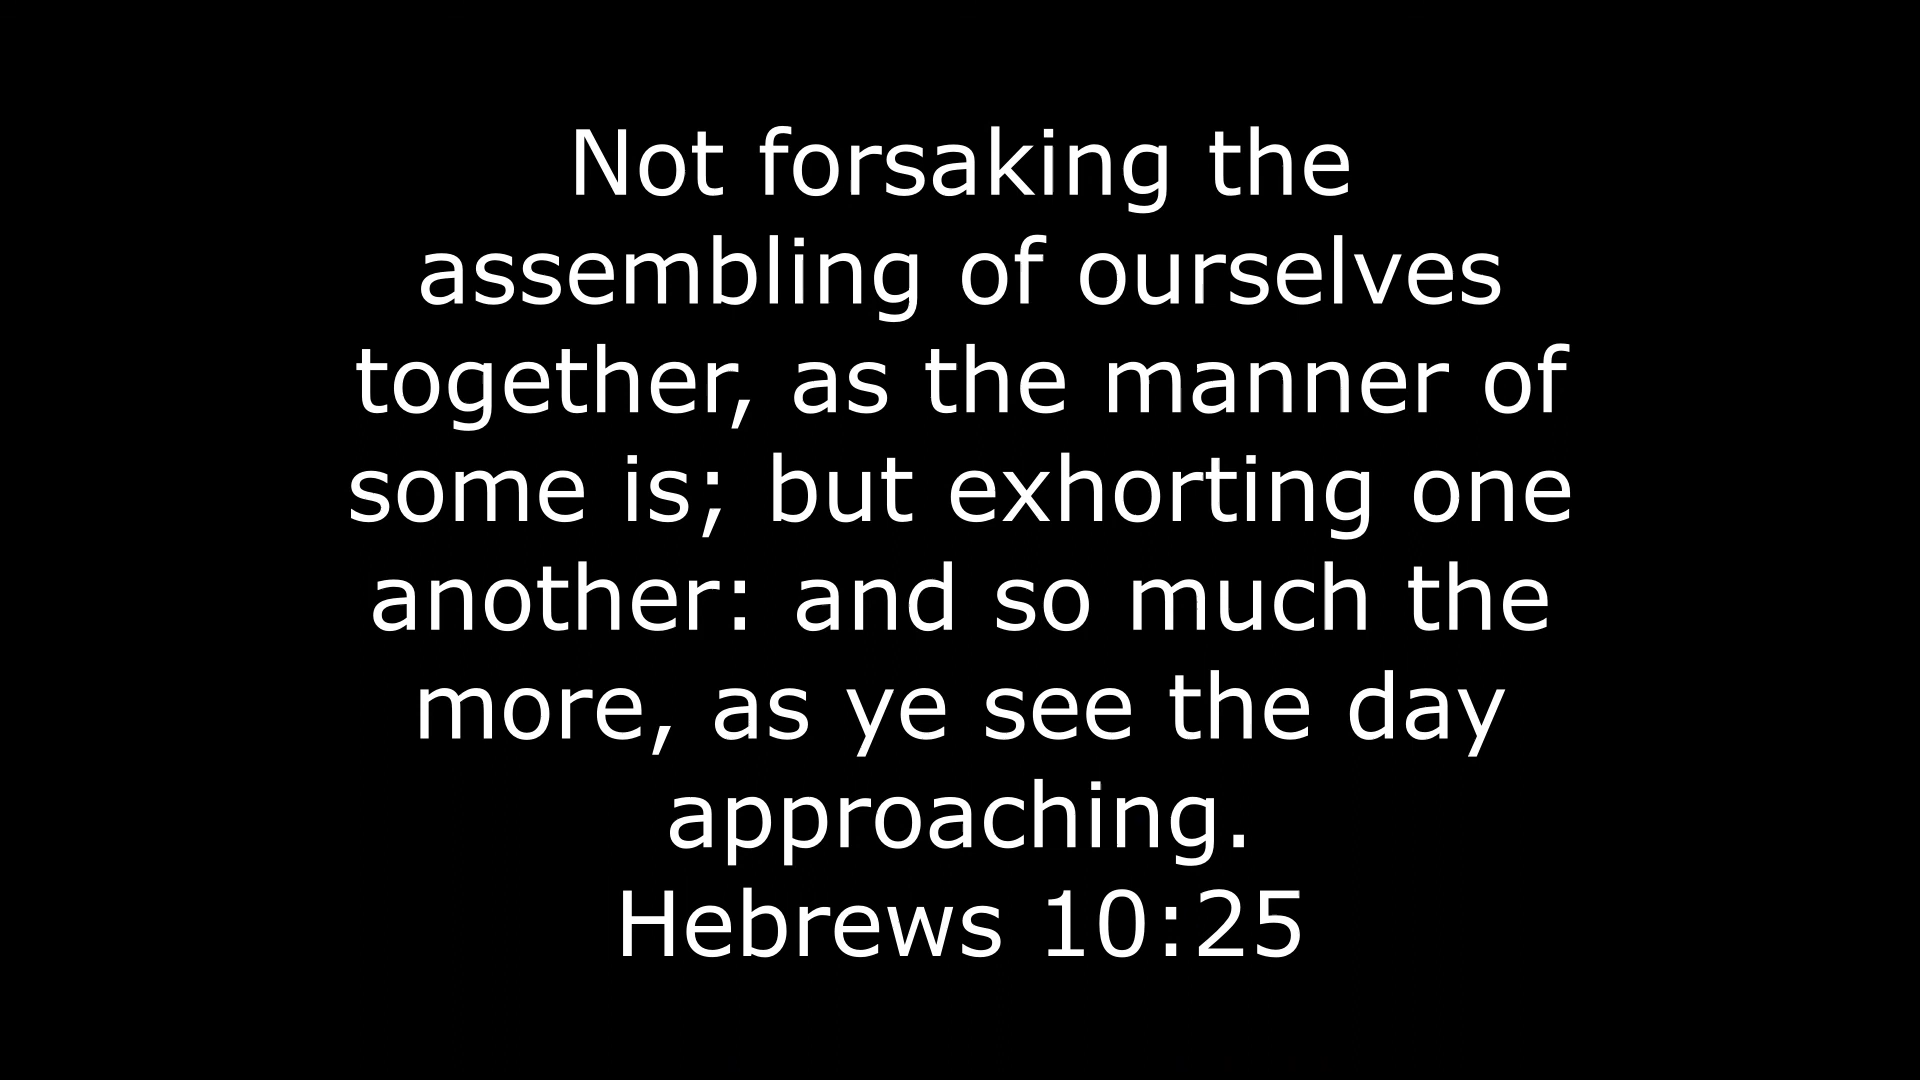 Not forsaking the
assembling of ourselves
together, as the manner of
some is; but exhorting one
another: and so much the
more, as ye see the day
approaching.
Hebrews 10:25